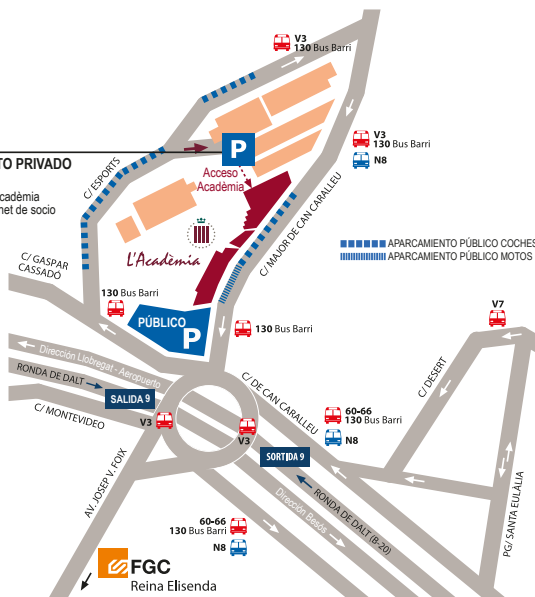 V3
130 Bus Barri
V3
130 Bus Barri
N8
TO PRIVADO
cadèmia
net de socio
P
Acceso
Acadèmia
C/ ESPORTS
C/ MAJOR DE CAN CARALLEU
L'Acadèmia
APARCAMIENTO PÚBLICO COCHES
APARCAMIENTO PÚBLICO MOTOS
C/ GASPAR
CASSADÓ
130 Bus Barri
PÚBLICO
P
130 Bus Barri
V7
Dirección Llobregat - Aeropuerto
RONDA DE DALT
SALIDA 9
C/ MONTEVIDEO
V3
V3
C/ DE CAN CARALLEU
C/ DESERT
60-66
130 Bus Barri
N8
SORTIDA 9
AV. JOSEP V. FOIX
Dirección Besòs
RONDA DE DALT (B-20)
PG/ SANTA EULÀLIA
60-66
130 Bus Barri
N8
FGC
Reina Elisenda